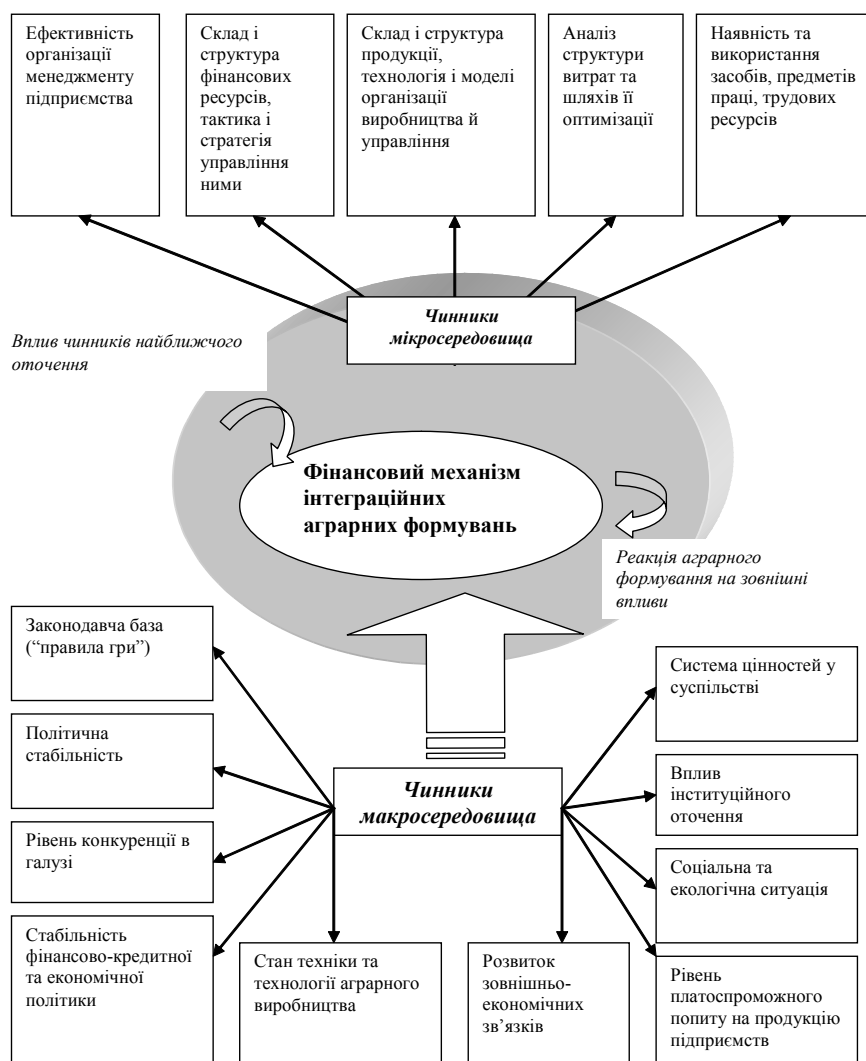 Ефективність
організації
менеджменту
підприємства
Склад і
структура
фінансових
ресурсів,
тактика і
стратегія
управління
ними
Склад і структура
продукції,
технологія і моделі
організації
виробництва й
управління
Аналіз
структури
витрат та
шляхів її
оптимізації
Наявність та
використання
засобів, предметів
праці, трудових
ресурсів
Чинники
мікросередовища
Вплив чинників найближчого
оточення
Фінансовий механізм
інтеграційних
аграрних формувань
Реакція аграрного
формування на зовнішні
впливи
Законодавча база
(“правила гри”)
Політична
стабільність
Рівень конкуренції в
галузі
Стабільність
фінансово-кредитної
та економічної
політики
Чинники
макросередовища
Стан техніки та
технології аграрного
виробництва
Розвиток
зовнішньо-
економічних
зв’язків
Система цінностей у
суспільстві
Вплив
інституційного
оточення
Соціальна та
екологічна ситуація
Рівень
платоспроможного
попиту на продукцію
підприємств